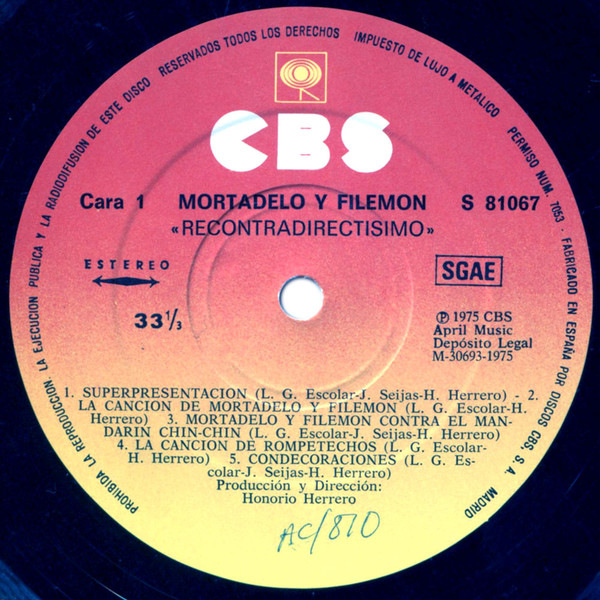 PROHIBIDA LA REPRODUCCION, LA EJECUCION PUBLICA Y LA RADIODIFUSION DE ESTE DISCO RESERVADOS TODOS LOS DERECHOS IMPUESTO DE LUJO A METALICO PERMISO NUM. 7053 · FABRICADO EN ESPAÑA POR DISCOS CBS, S. A. MADRID
CBS
Cara 1 MORTADELO Y FILEMON S 81067
«RECONTRADIRECTISIMO»
ESTEREO
SGAE
33 1/3
℗ 1975 CBS
April Music
Depósito Legal
M-30693-1975
1. SUPERPRESENTACION (L. G. Escolar-J. Seijas-H. Herrero) - 2.
LA CANCION DE MORTADELO Y FILEMON (L. G. Escolar-H.
Herrero) 3. MORTADELO Y FILEMON CONTRA EL MAN-
DARIN CHIN-CHIN (L. G. Escolar-J. Seijas-H. Herrero)
4. LA CANCION DE ROMPETECHOS (L. G. Escolar-
H. Herrero) 5. CONDECORACIONES (L. G. Es-
colar-J. Seijas-H. Herrero)
Producción y Dirección:
Honorio Herrero
AC/810